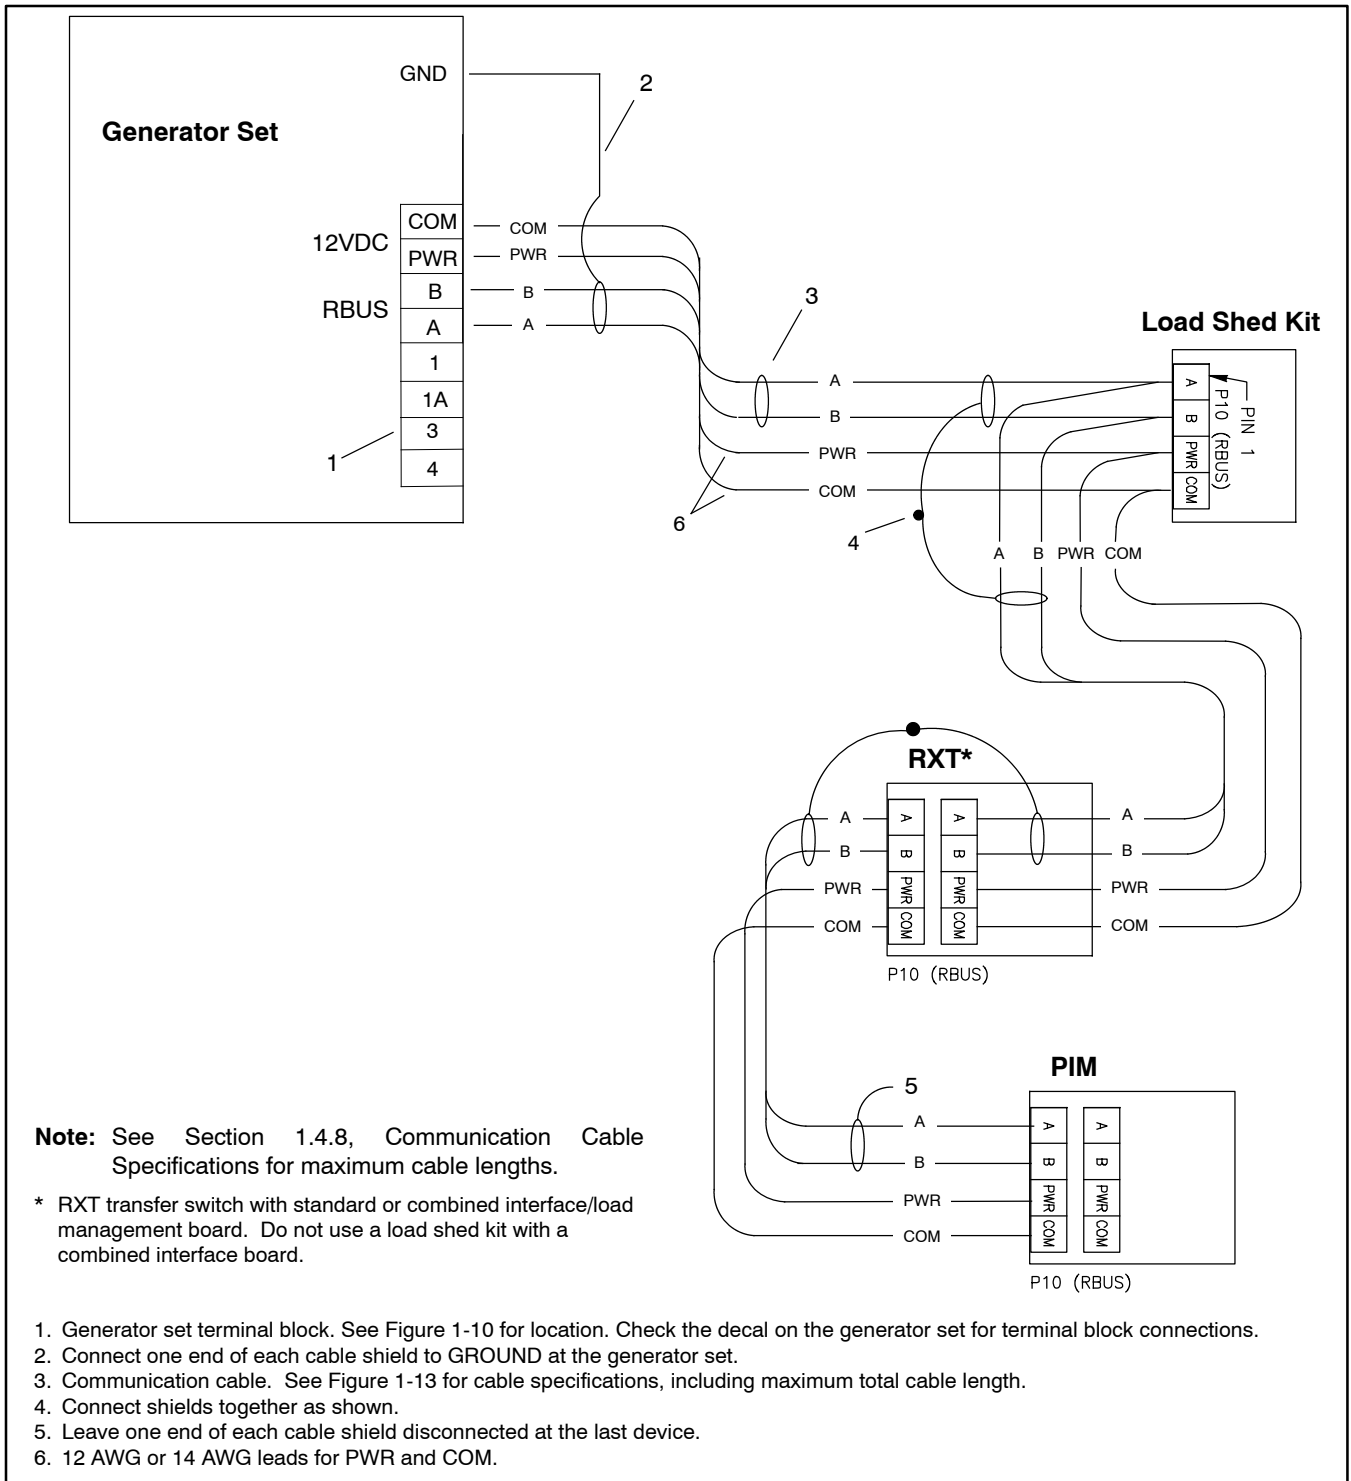 GND
2
Generator Set
COM
12VDC
PWR
RBUS
B
A
1
1A
3
4
1
COM
PWR
B
A
3
Load Shed Kit
A
B
PWR
COM
6
4
A
B
PWR
COM
PIN 1
P10 (RBUS)
A B PWR COM
RXT*
A
B
PWR
COM
A
B
PWR
COM
A
B
PWR
COM
A
B
PWR
COM
P10 (RBUS)
PIM
5
A
B
PWR
COM
A
B
PWR
COM
A
B
PWR
COM
P10 (RBUS)
Note: See Section 1.4.8, Communication Cable
Specifications for maximum cable lengths.
* RXT transfer switch with standard or combined interface/load
management board. Do not use a load shed kit with a
combined interface board.
1. Generator set terminal block. See Figure 1-10 for location. Check the decal on the generator set for terminal block connections.
2. Connect one end of each cable shield to GROUND at the generator set.
3. Communication cable. See Figure 1-13 for cable specifications, including maximum total cable length.
4. Connect shields together as shown.
5. Leave one end of each cable shield disconnected at the last device.
6. 12 AWG or 14 AWG leads for PWR and COM.